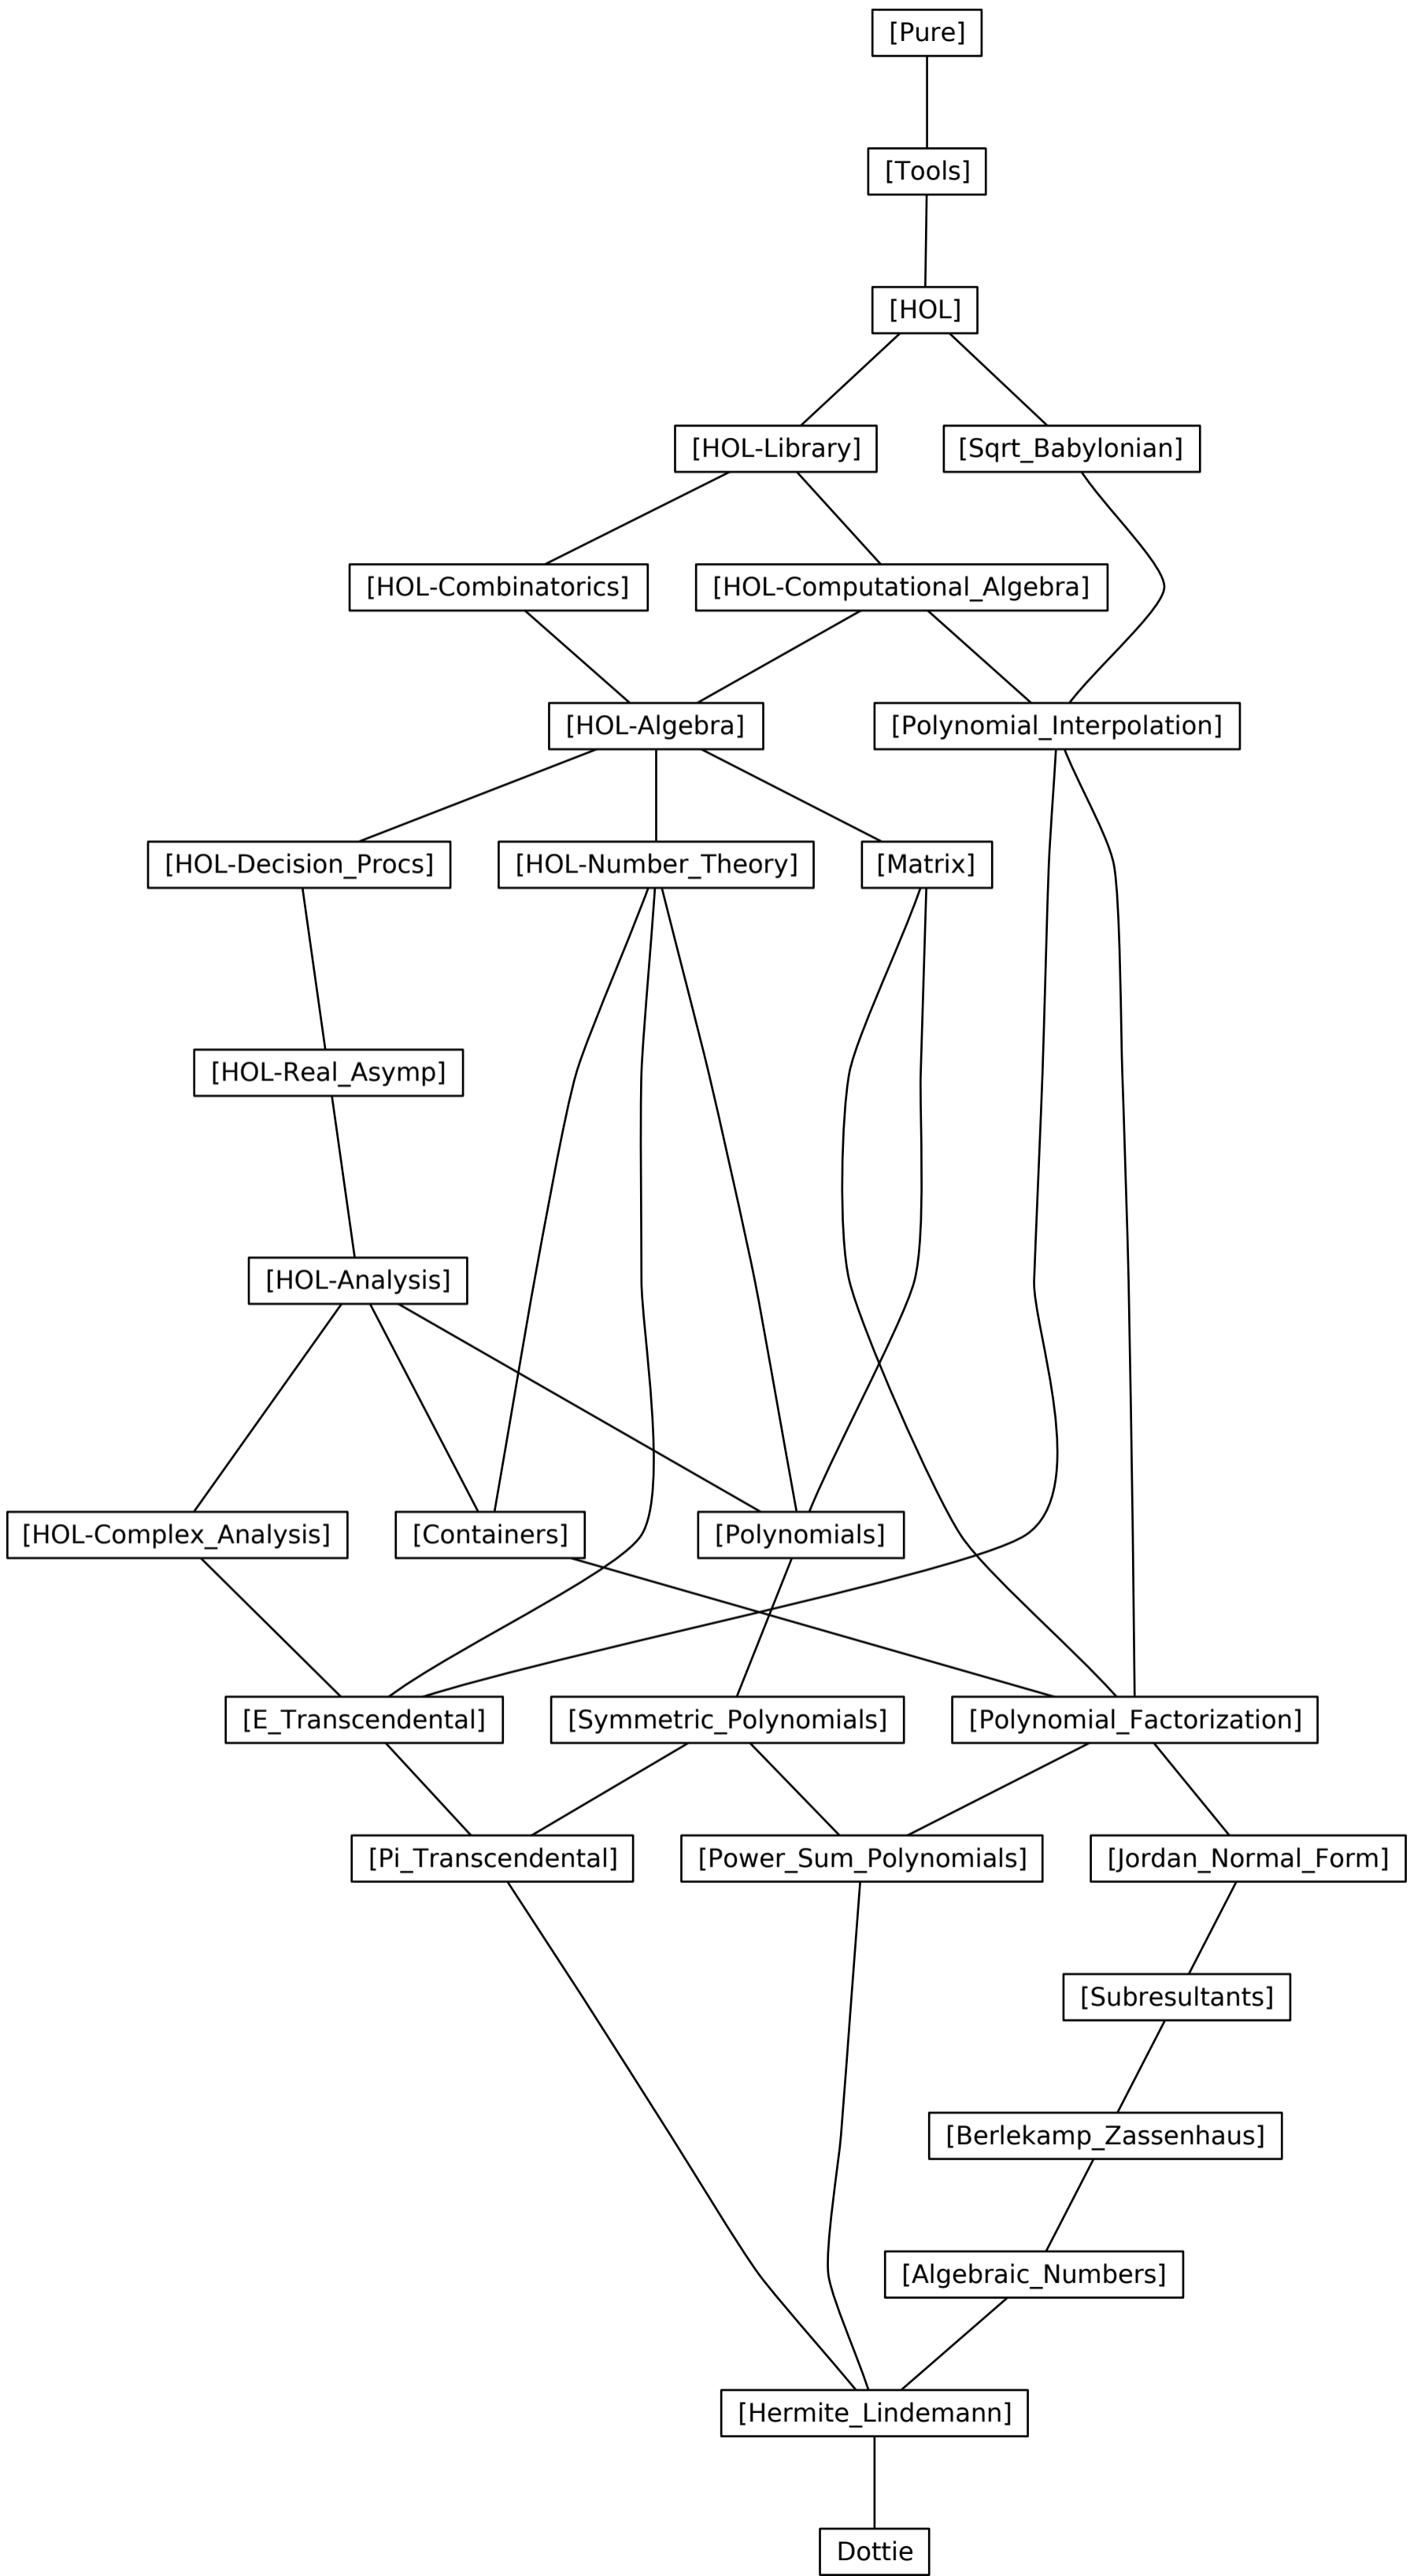 [Pure]
[Tools]
[HOL]
[HOL-Library]
[Sqrt_Babylonian]
[HOL-Combinatorics]
[HOL-Computational_Algebra]
[HOL-Algebra]
[Polynomial_Interpolation]
[HOL-Decision_Procs]
[HOL-Number_Theory]
[Matrix]
[HOL-Real_Asymp]
[HOL-Analysis]
[HOL-Complex_Analysis]
[Containers]
[Polynomials]
[E_Transcendental]
[Symmetric_Polynomials]
[Polynomial_Factorization]
[Pi_Transcendental]
[Power_Sum_Polynomials]
[Jordan_Normal_Form]
[Subresultants]
[Berlekamp_Zassenhaus]
[Algebraic_Numbers]
[Hermite_Lindemann]
Dottie